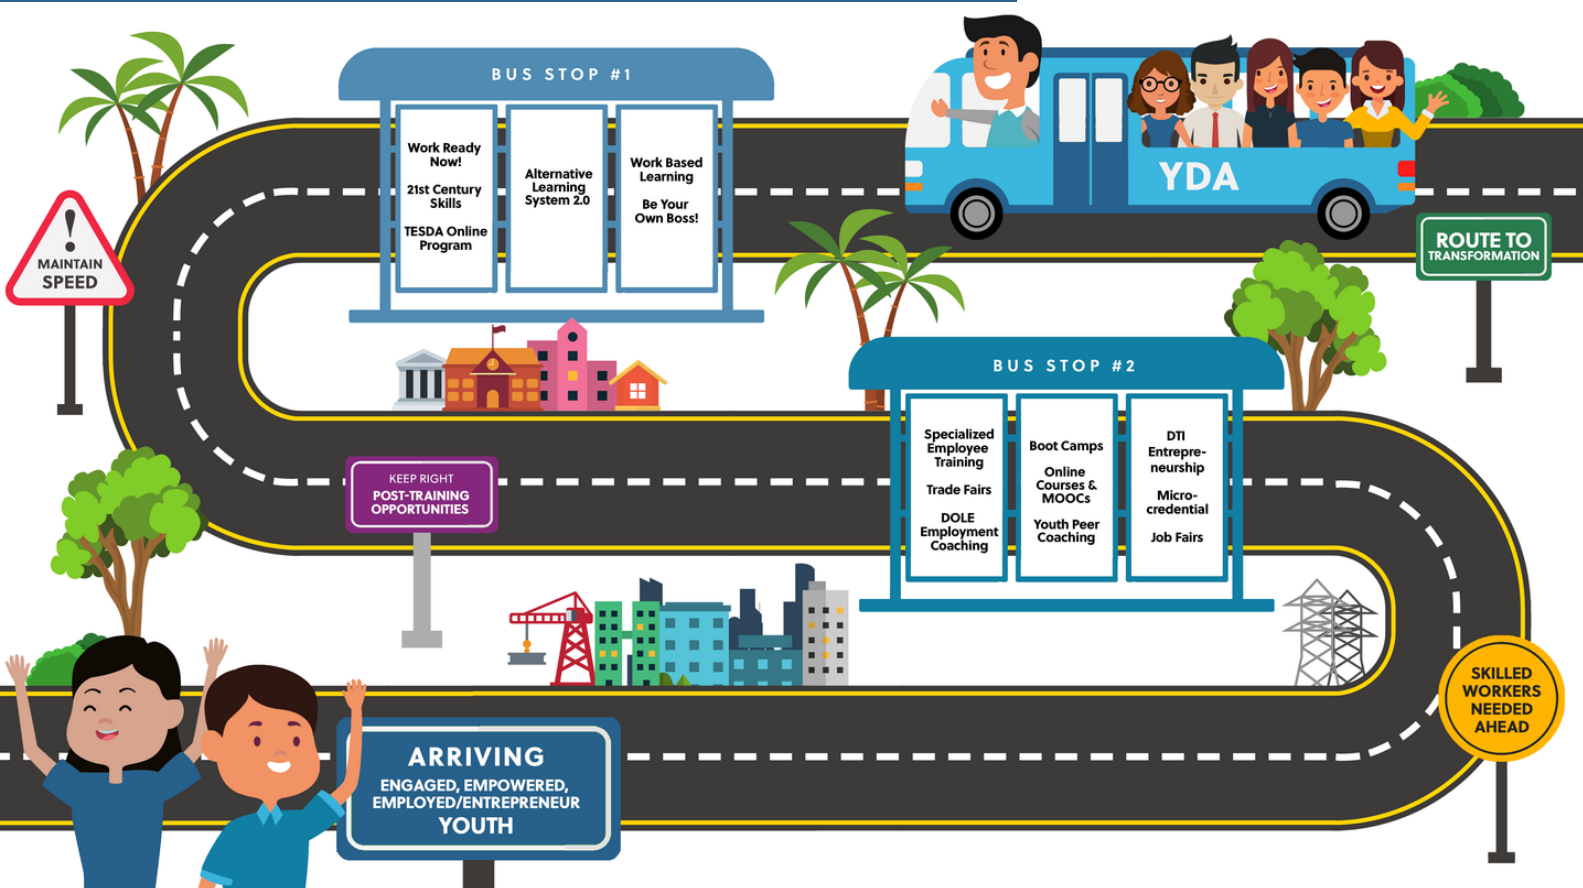 BUS STOP #1
Work Ready
Now!
21st Century
Skills
TESDA Online
Program
Alternative
Learning
System 2.0
Work Based
Learning
Be Your
Own Boss!
YDA
ROUTE TO
TRANSFORMATION
!
MAINTAIN
SPEED
BUS STOP #2
Specialized
Employee
Training
Trade Fairs
DOLE
Employment
Coaching
Boot Camps
Online
Courses &
MOOCs
Youth Peer
Coaching
DTI
Entrepre-
neurship
Micro-
credential
Job Fairs
KEEP RIGHT
POST-TRAINING
OPPORTUNITIES
SKILLED
WORKERS
NEEDED
AHEAD
ARRIVING
ENGAGED, EMPOWERED,
EMPLOYED/ENTREPRENEUR
YOUTH